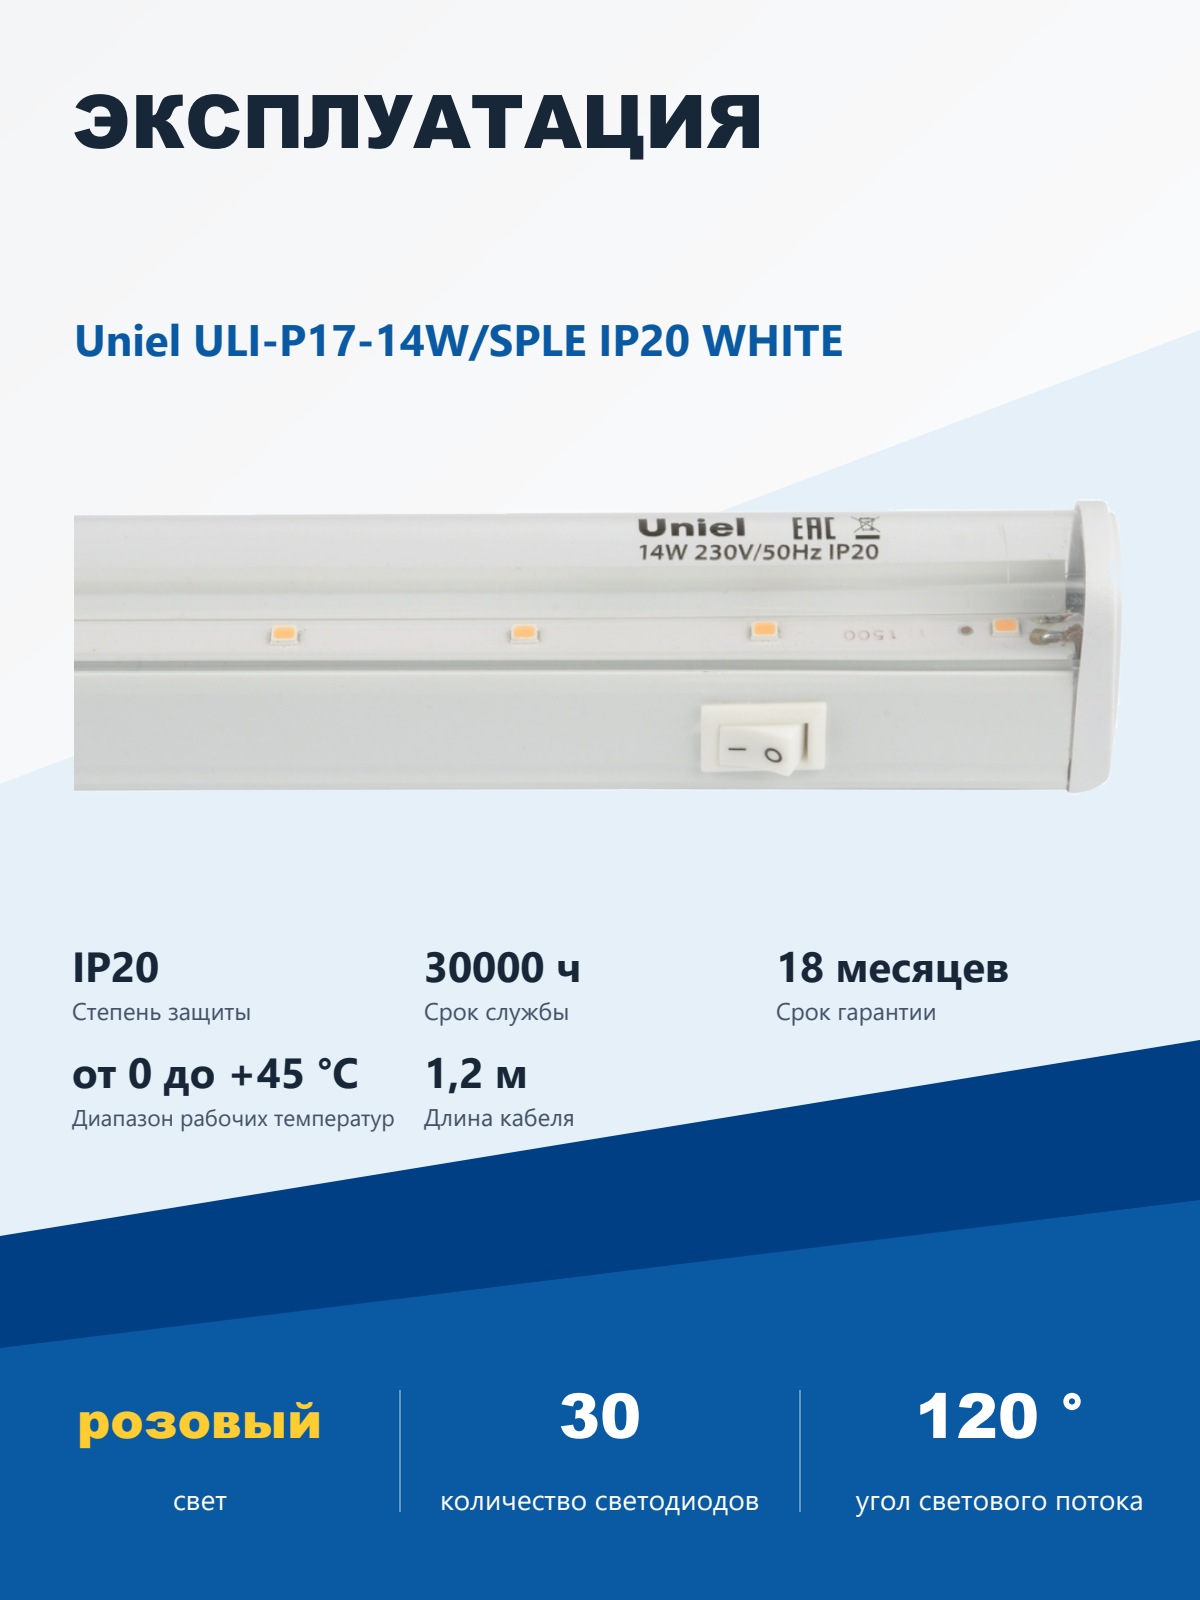 ЭКСПЛУАТАЦИЯ
Uniel ULI-P17-14W/SPLE IP20 WHITE
Uniel EAC
14W 230V/50Hz IP20
1500
I O
IP20
Степень защиты
30000 ч
Срок службы
18 месяцев
Срок гарантии
от 0 до +45 °C
Диапазон рабочих температур
1,2 м
Длина кабеля
розовый
свет
30
количество светодиодов
120 °
угол светового потока